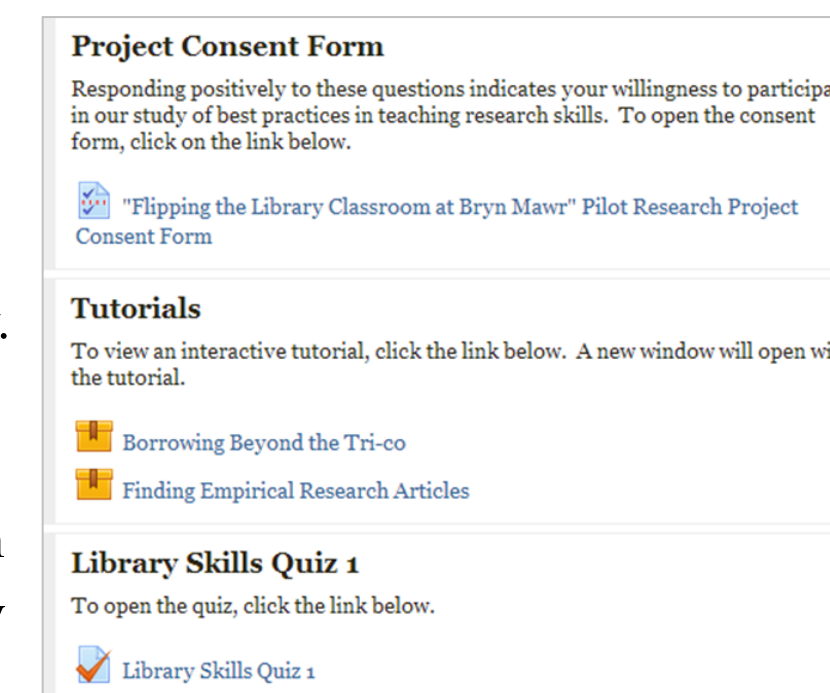 Project Consent Form
Responding positively to these questions indicates your willingness to
in our study of best practices in teaching research skills.  To open the consent
form, click on the link below.
"Flipping the Library Classroom at Bryn Mawr" Pilot Research Project
Consent Form
Tutorials
To view an interactive tutorial, click the link below.  A new window will open
the tutorial.
Borrowing Beyond the Tri-co
Finding Empirical Research Articles
Library Skills Quiz 1
To open the quiz, click the link below.
Library Skills Quiz 1